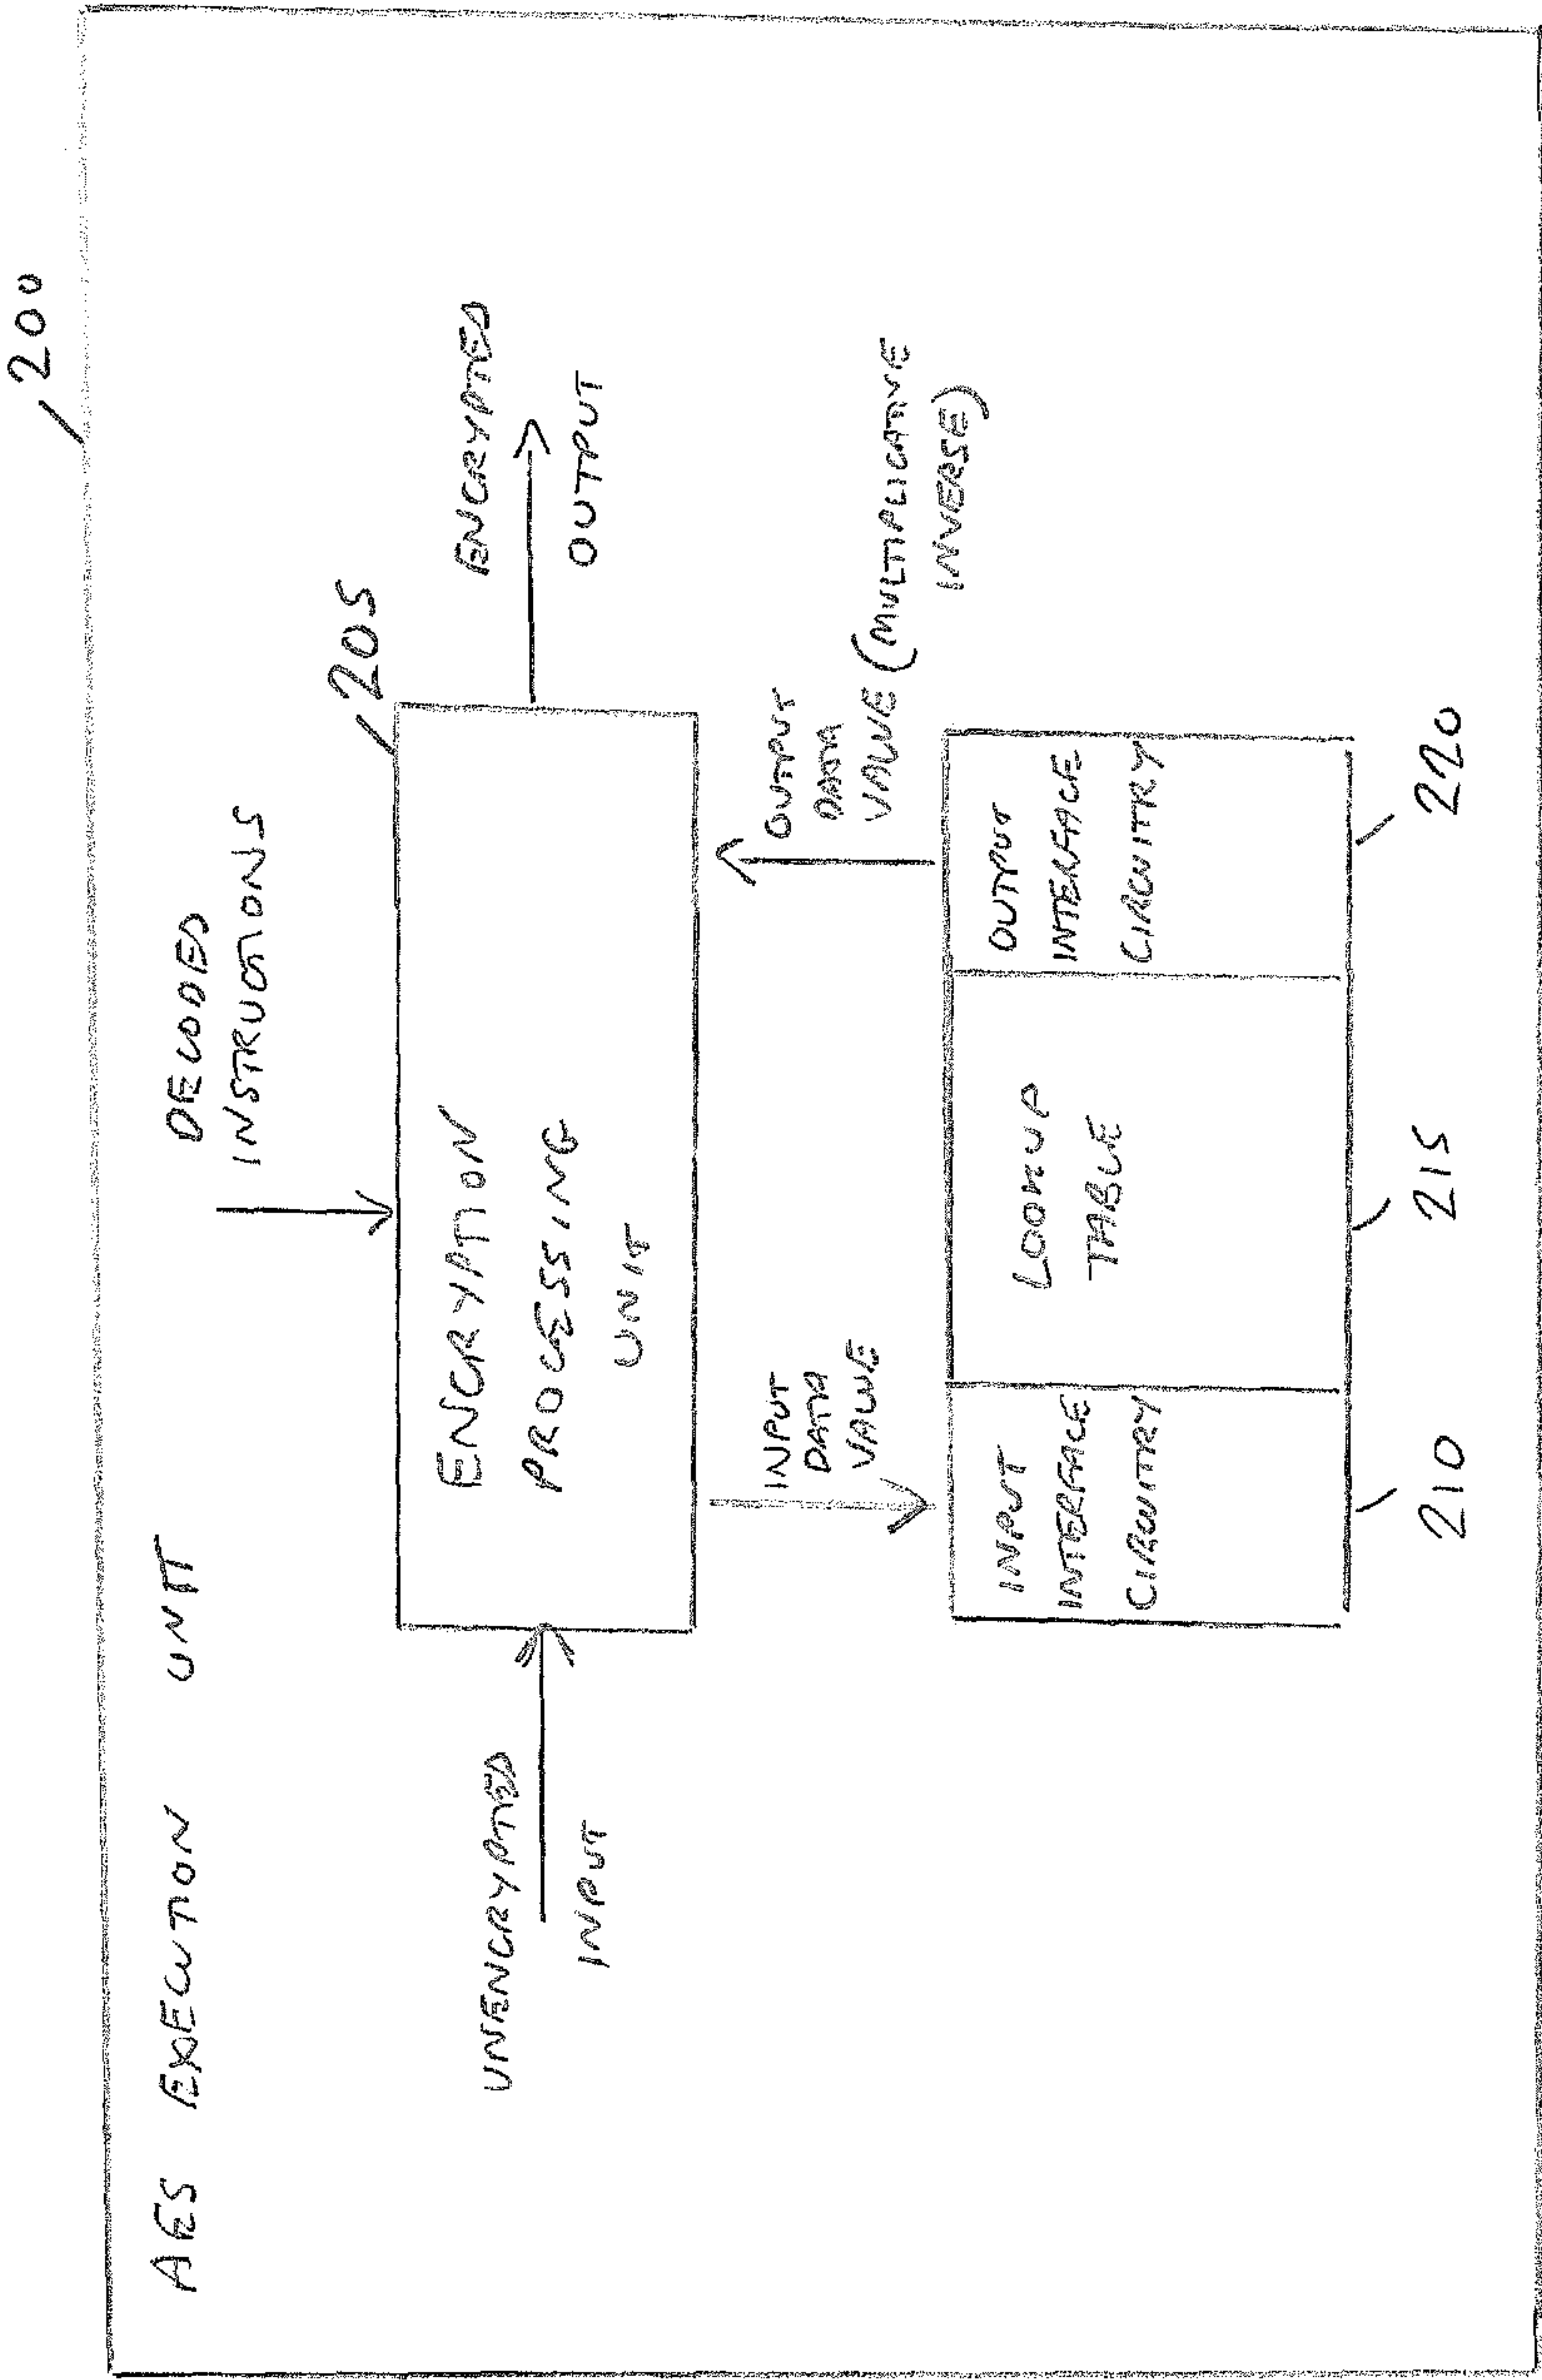 200
AES EXECUTION UNIT
DECODED
INSTRUCTIONS
205
UNENCRYPTED
INPUT
ENCRYPTION
PROCESSING
UNIT
ENCRYPTED
OUTPUT
INPUT
DATA
VALUE
OUTPUT
DATA
VALUE (MULTIPLICATIVE
INVERSE)
INPUT
INTERFACE
CIRCUITRY
LOOKUP
TABLE
OUTPUT
INTERFACE
CIRCUITRY
210
215
220